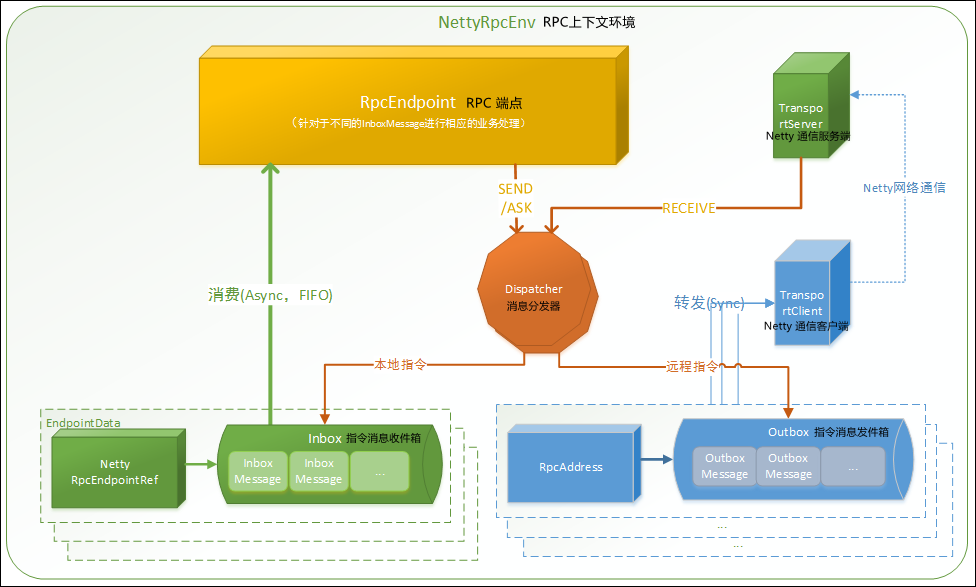 NettyRpcEnv RPC上下文环境
RpcEndpoint RPC 端点
（针对于不同的InboxMessage进行相应的业务处理）
Transpo
rtServer
Netty 通信服务端
SEND
/ASK
RECEIVE
Netty网络通信
Dispatcher
消息分发器
消费(Async，FIFO)
转发(Sync)
Transpo
rtClient
Netty 通信客户端
本地指令
远程指令
EndpointData
Netty
RpcEndpointRef
Inbox 指令消息收件箱
Inbox
Message
Inbox
Message
...
RpcAddress
Outbox 指令消息发件箱
Outbox
Message
Outbox
Message
...
...
...